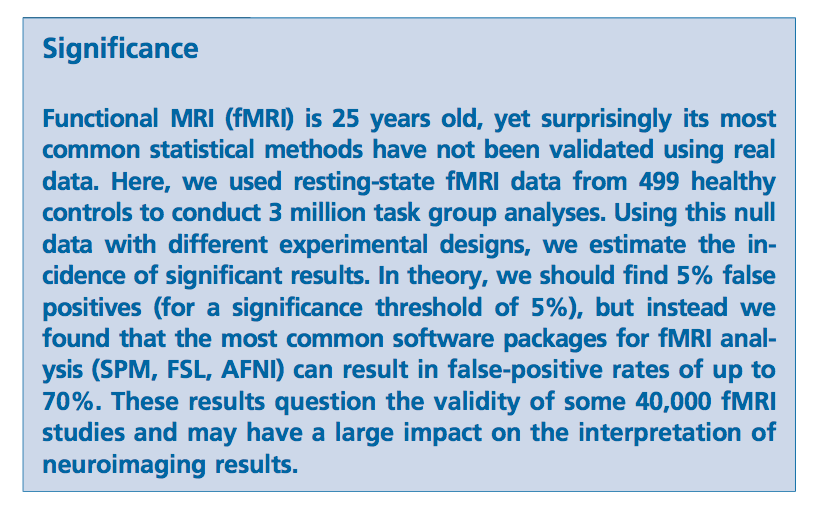 Significance
Functional MRI (fMRI) is 25 years old, yet surprisingly its most
common statistical methods have not been validated using real
data. Here, we used resting-state fMRI data from 499 healthy
controls to conduct 3 million task group analyses. Using this null
data with different experimental designs, we estimate the in-
cidence of significant results. In theory, we should find 5% false
positives (for a significance threshold of 5%), but instead we
found that the most common software packages for fMRI anal-
ysis (SPM, FSL, AFNI) can result in false-positive rates of up to
70%. These results question the validity of some 40,000 fMRI
studies and may have a large impact on the interpretation of
neuroimaging results.